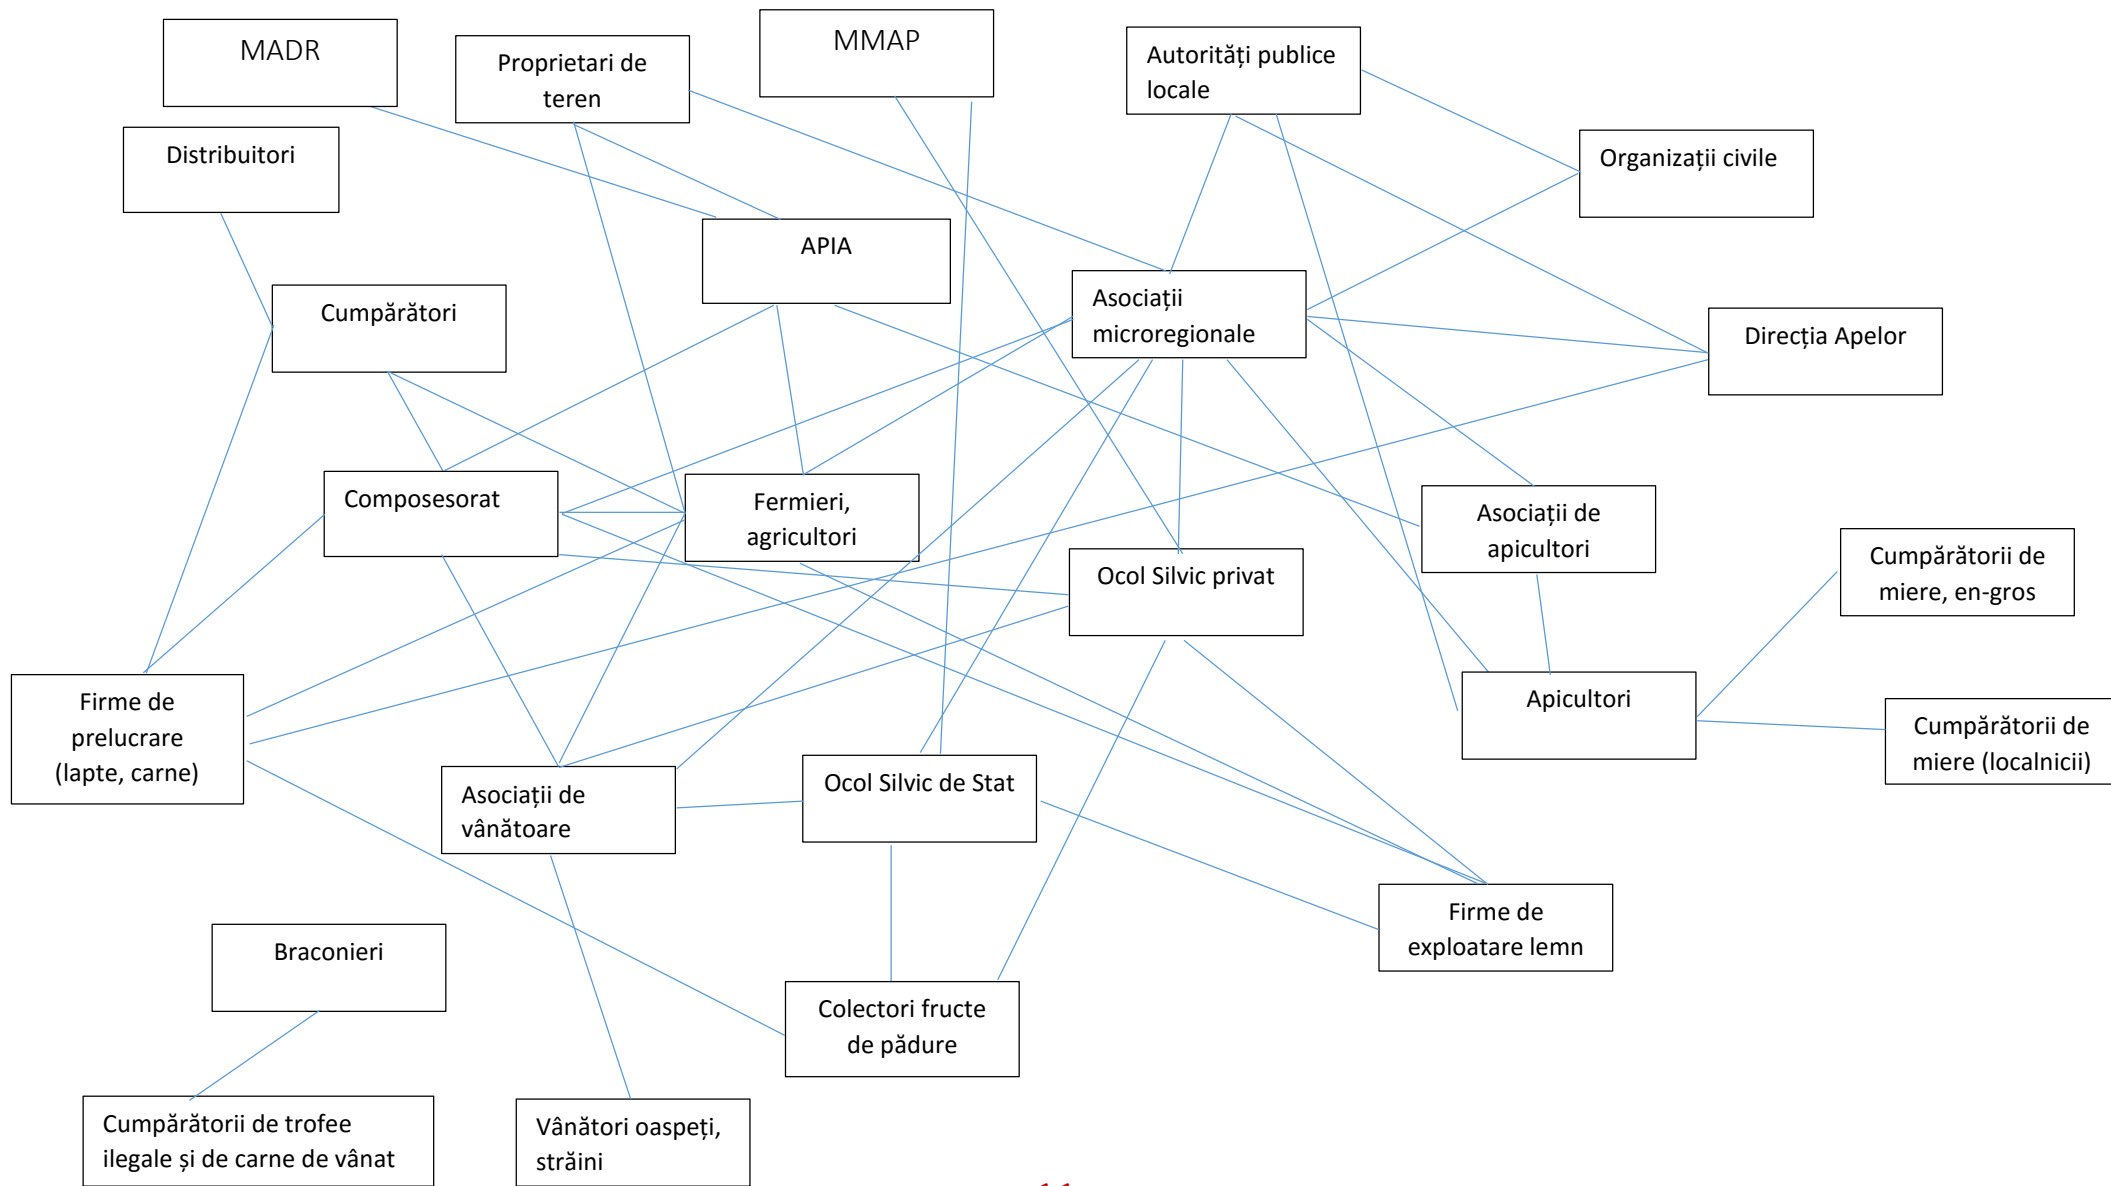 MADR
Proprietari de
teren
MMAP
Autorități publice
locale
Distribuitori
Organizații civile
APIA
Cumpărători
Asociații
microregionale
Direcția Apelor
Composesorat
Fermieri,
agricultori
Asociații de
apicultori
Ocol Silvic privat
Cumpărătorii de
miere, en-gros
Firme de
prelucrare
(lapte, carne)
Apicultori
Cumpărătorii de
miere (localnicii)
Asociații de
vânătoare
Ocol Silvic de Stat
Firme de
exploatare lemn
Braconieri
Colectori fructe
de pădure
Cumpărătorii de trofee
ilegale și de carne de vânat
Vânători oaspeți,
străini